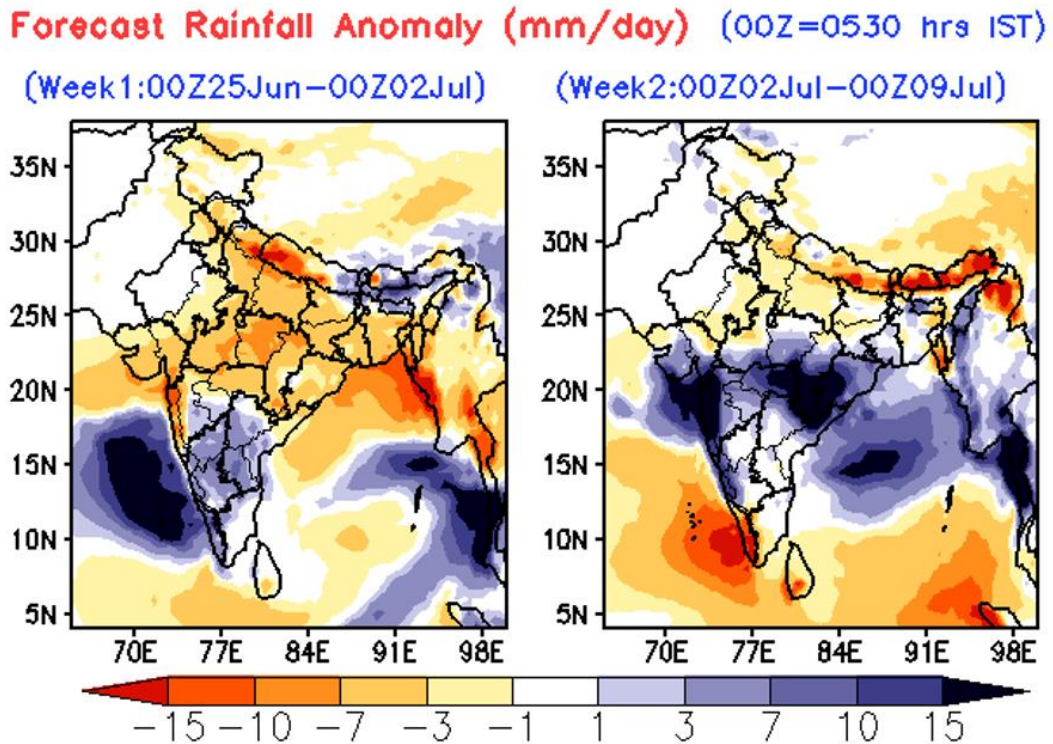 Forecast Rainfall Anomaly (mm/day) (00Z=0530 hrs IST)
(Week1:00Z25Jun-00Z02Jul) (Week2:00Z02Jul-00Z09Jul)
35N 35N
30N 30N
25N 25N
20N 20N
15N 15N
10N 10N
5N 5N
70E 77E 84E 91E 98E 70E 77E 84E 91E 98E
-15 -10 -7 -3 -1 1 3 7 10 15